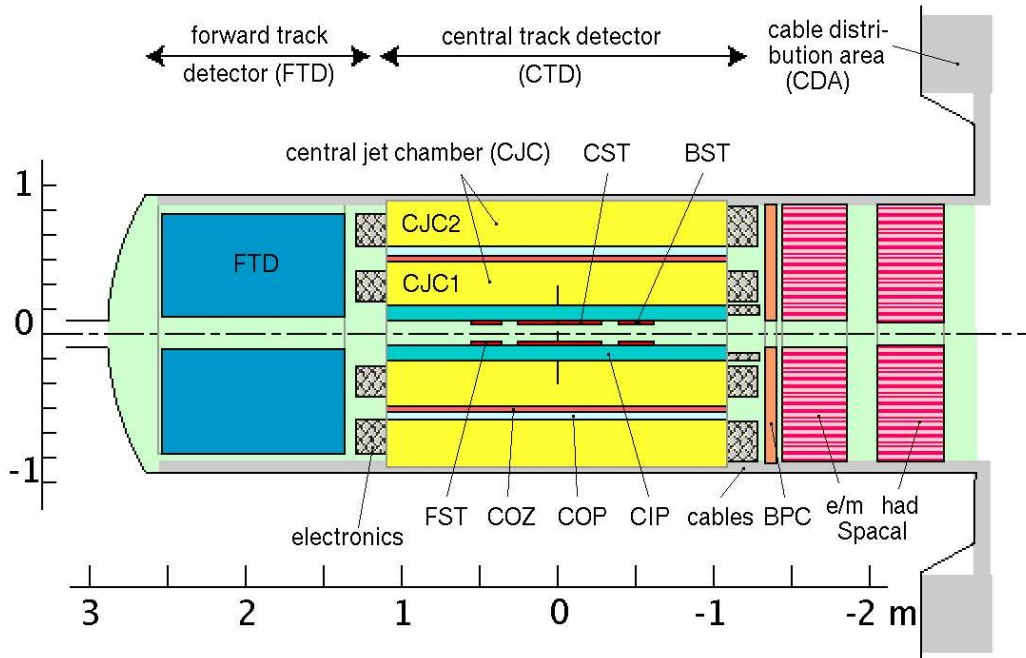 forward track
detector (FTD)
central track detector
(CTD)
cable distri-
bution area
(CDA)
central jet chamber (CJC)
CST
BST
1
CJC2
FTD
CJC1
0
-1
electronics
FST
COZ
COP
CIP
cables
BPC
e/m
had
Spacal
3
2
1
0
-1
-2
m